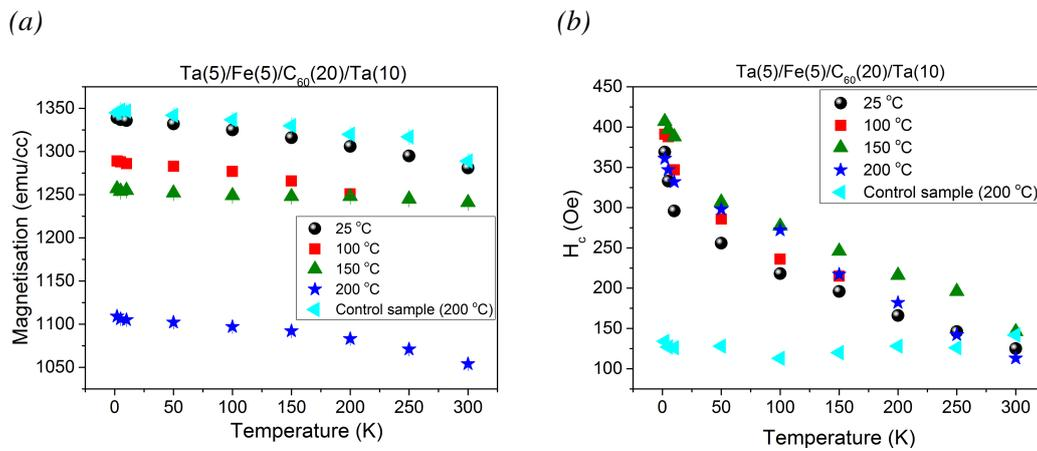 (a)
Ta(5)/Fe(5)/C₆₀(20)/Ta(10)
Magnetisation (emu/cc)
1350
1300
1250
1200
1150
1100
1050
25 °C
100 °C
150 °C
200 °C
Control sample (200 °C)
0 50 100 150 200 250 300
Temperature (K)
(b)
Ta(5)/Fe(5)/C₆₀(20)/Ta(10)
H_c (Oe)
450
400
350
300
250
200
150
100
25 °C
100 °C
150 °C
200 °C
Control sample (200 °C)
0 50 100 150 200 250 300
Temperature (K)